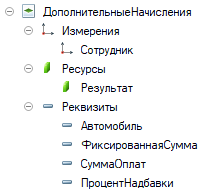 ДополнительныеНачисления
Измерения
Сотрудник
Ресурсы
Результат
Реквизиты
Автомобиль
ФиксированнаяСумма
СуммаОплат
ПроцентНадбавки